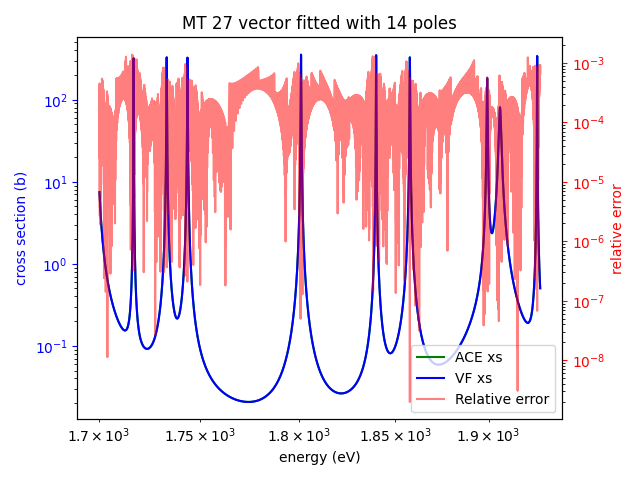 MT 27 vector fitted with 14 poles
cross section (b)
10² 10¹ 10⁰ 10⁻¹
10⁻³ 10⁻⁴ 10⁻⁵ 10⁻⁶ 10⁻⁷ 10⁻⁸
relative error
ACE xs
VF xs
Relative error
1.7 × 10³ 1.75 × 10³ 1.8 × 10³ 1.85 × 10³ 1.9 × 10³
energy (eV)